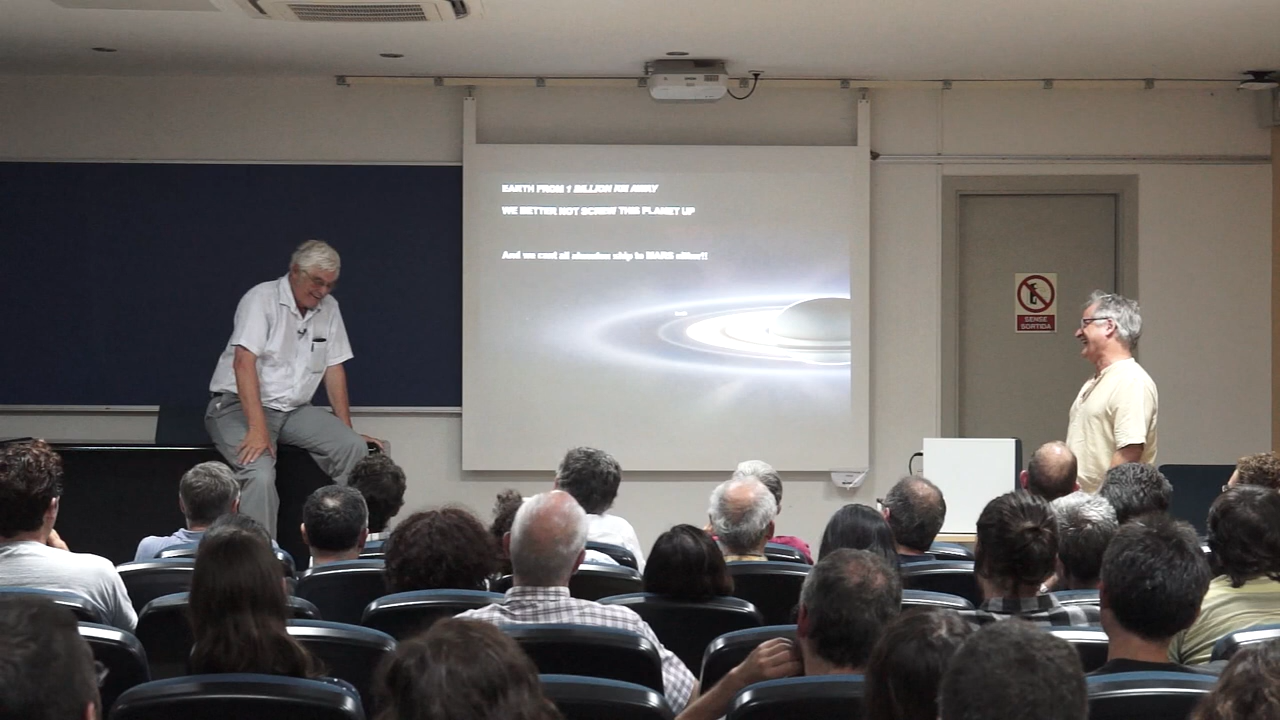 EARTH FROM 1 BILLION KM AWAY
WE BETTER NOT SCREW THIS PLANET UP
And we cant all abandon ship to MARS either!!
SENSE
SORTIDA